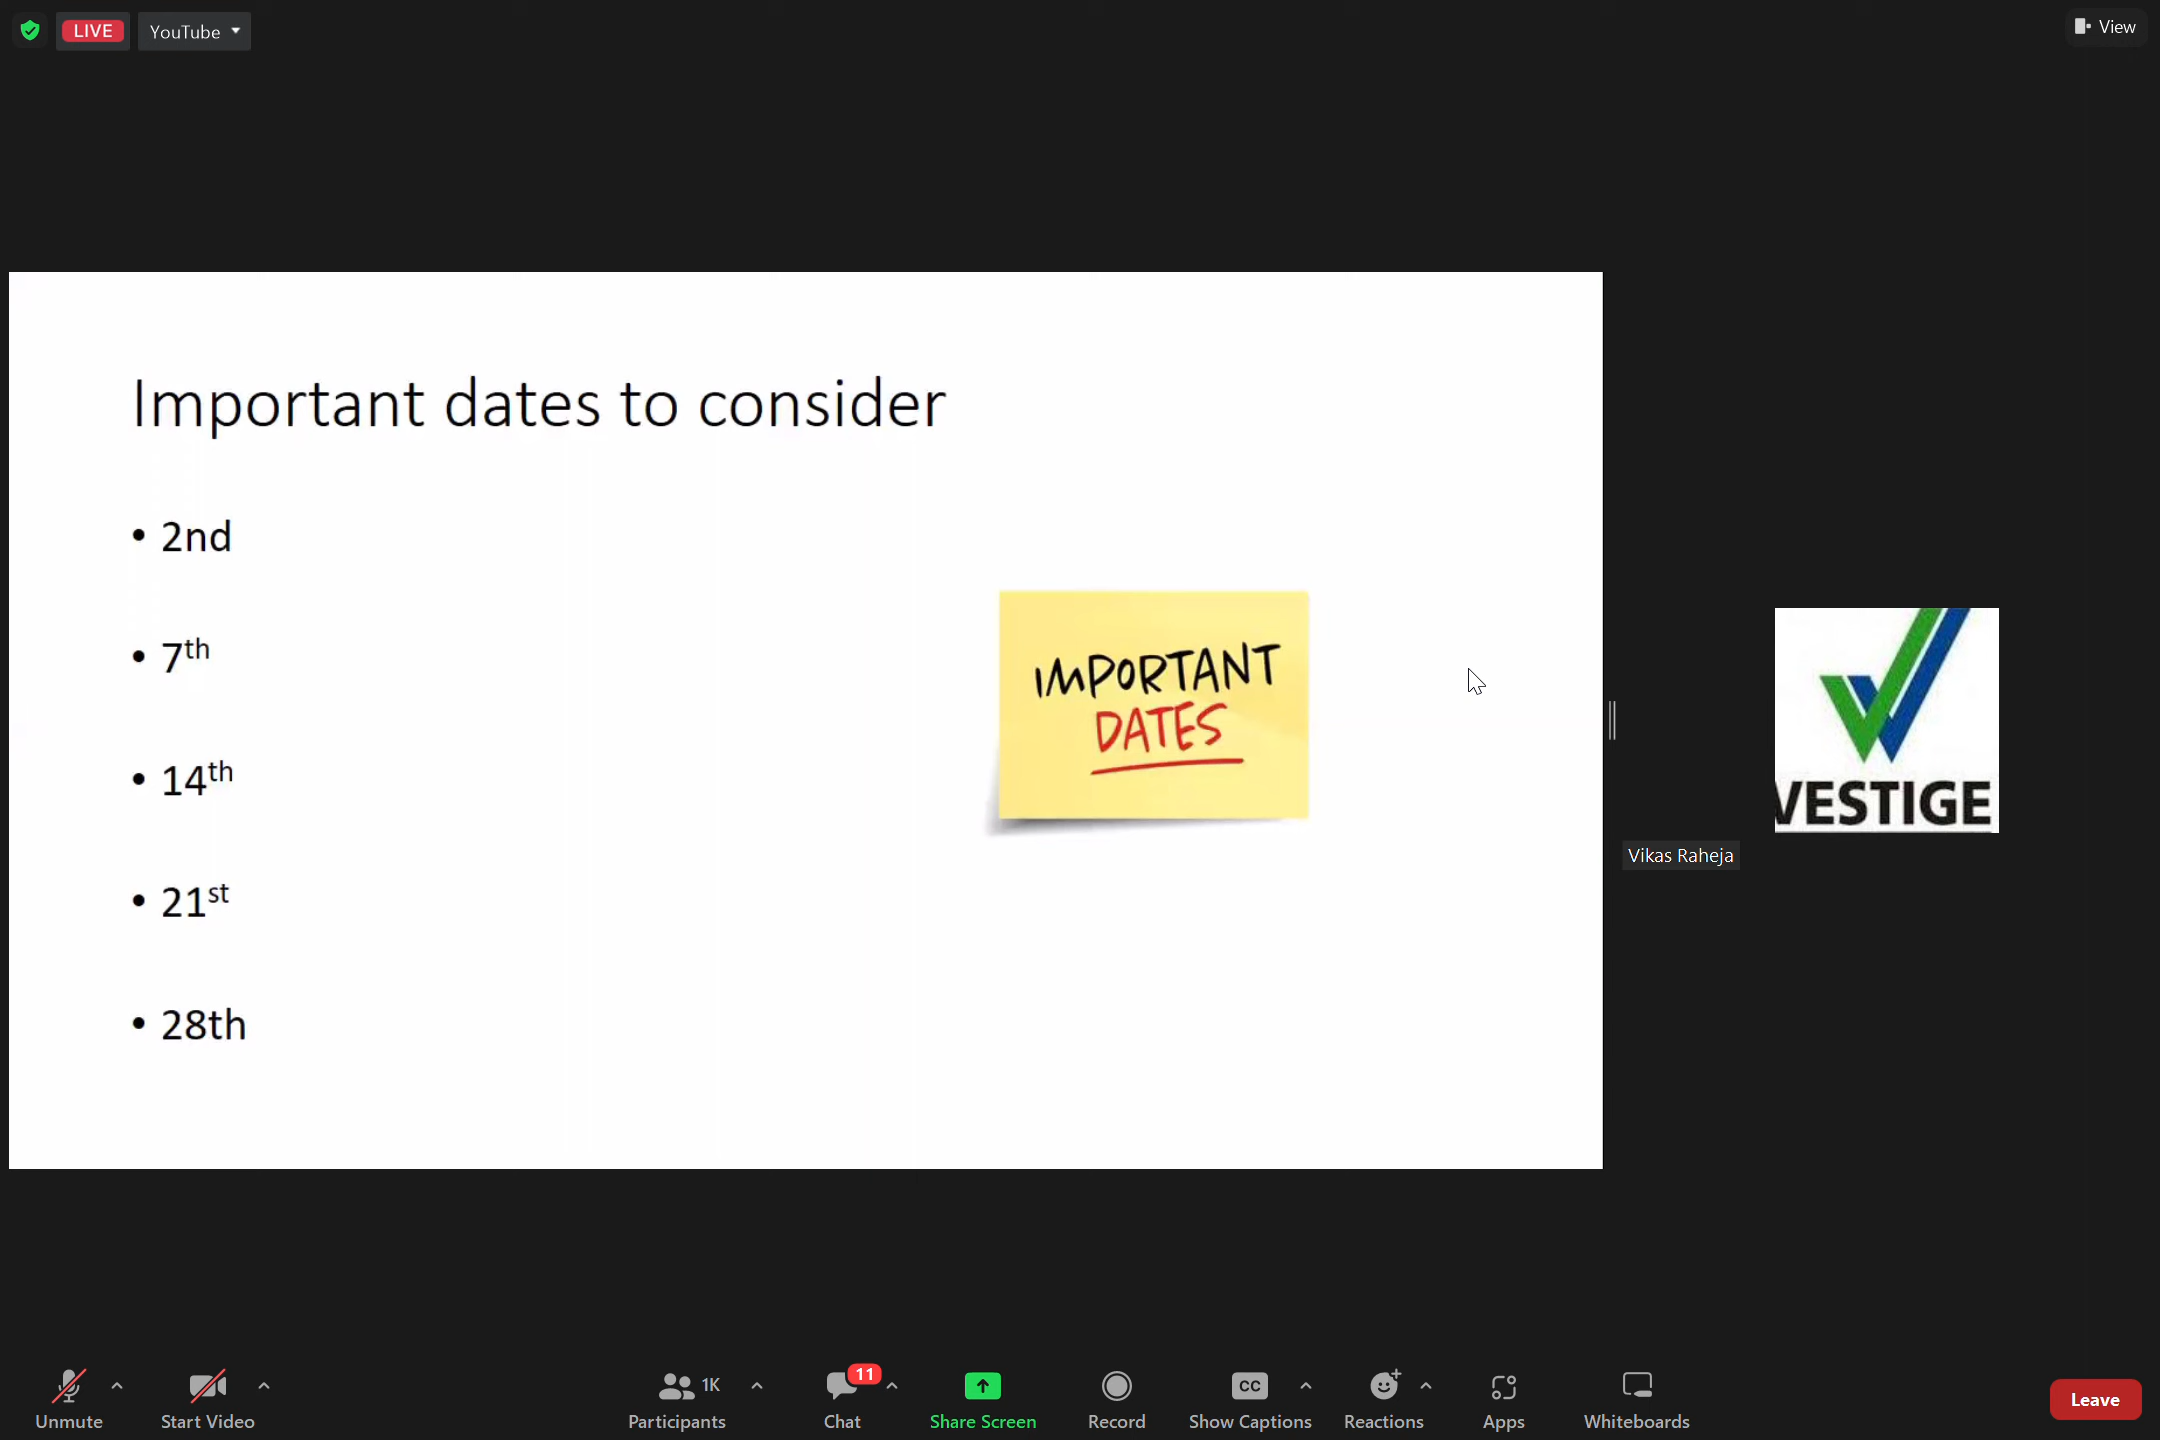 LIVE
YouTube
View
Important dates to consider
• 2nd
• 7th
• 14th
• 21st
• 28th
IMPORTANT
DATES
VESTIGE
Vikas Raheja
Unmute
Start Video
1K
Participants
11
Chat
Share Screen
Record
CC
Show Captions
Reactions
Apps
Whiteboards
Leave